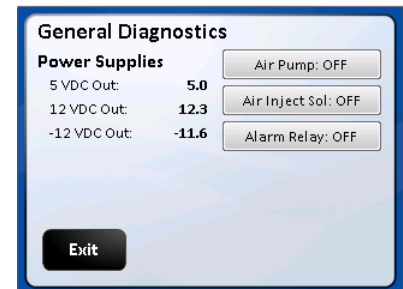 General Diagnostics
Power Supplies
5 VDC Out: 5.0
12 VDC Out: 12.3
-12 VDC Out: -11.6
Air Pump: OFF
Air Inject Sol: OFF
Alarm Relay: OFF
Exit